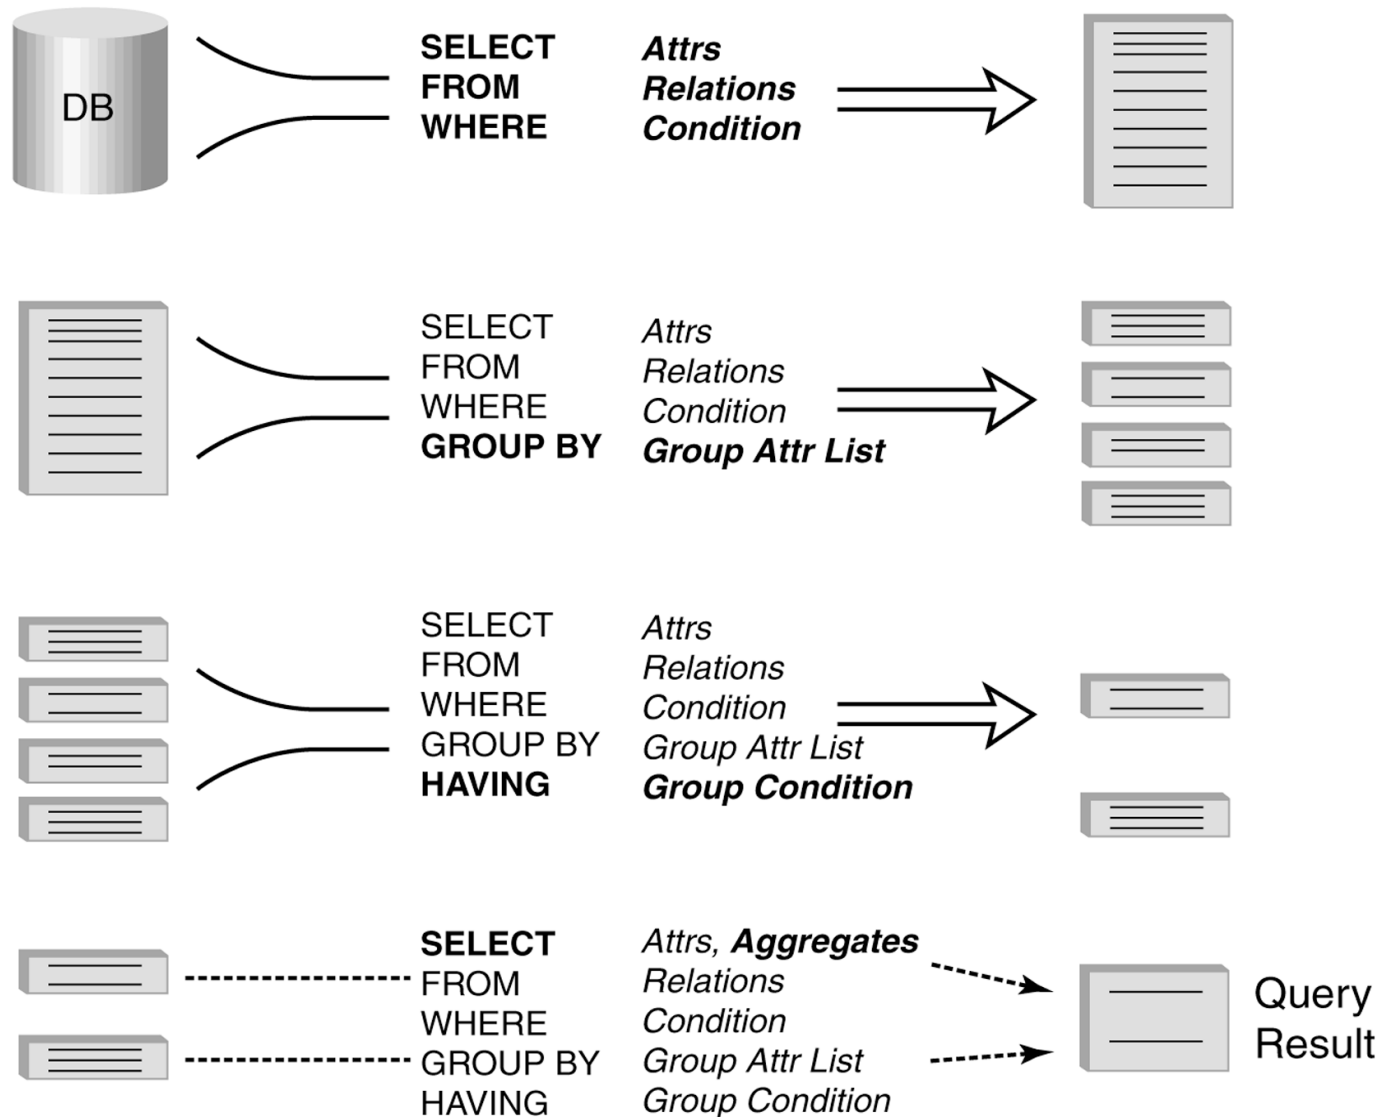 DB
SELECT Attrs
FROM Relations
WHERE Condition
SELECT Attrs
FROM Relations
WHERE Condition
GROUP BY Group Attr List
SELECT Attrs
FROM Relations
WHERE Condition
GROUP BY Group Attr List
HAVING Group Condition
SELECT Attrs, Aggregates
FROM Relations
WHERE Condition
GROUP BY Group Attr List
HAVING Group Condition
Query
Result